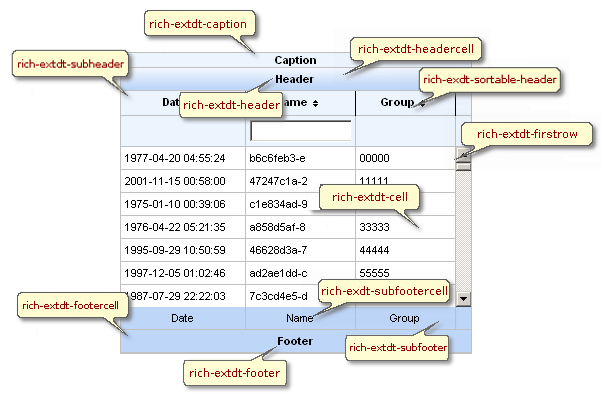 rich-extdt-caption
Caption
rich-extdt-headercell
rich-extdt-subheader
Header
rich-exdt-sortable-header
rich-extdt-header
Name
Group
rich-extdt-firstrow
1977-04-20 04:55:24 b6c6feb3-e 00000
2001-11-15 00:58:00 47247c1a-2 11111
1975-01-10 00:39:06 c1e834ad-9
rich-extdt-cell
1976-04-22 05:21:35 a858d5af-8 33333
1995-09-29 10:50:59 46628d3a-7 44444
1997-12-05 01:02:46 ad2ae1dd-c 55555
1987-07-29 22:22:03 7c3cd4e5-d
rich-exdt-subfootercell
rich-extdt-footercell
Date Name Group
Footer
rich-extdt-subfooter
rich-extdt-footer